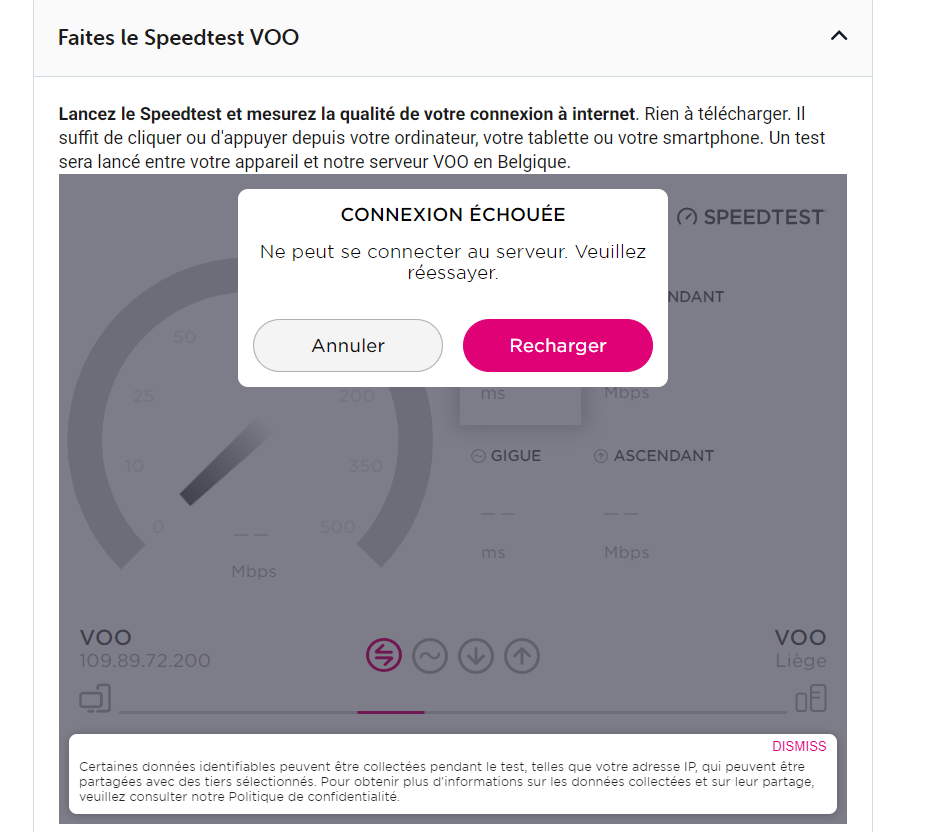 Faites le Speedtest VOO
Lancez le Speedtest et mesurez la qualité de votre connexion à internet. Rien à télécharger. Il
suffit de cliquer ou d'appuyer depuis votre ordinateur, votre tablette ou votre smartphone. Un test
sera lancé entre votre appareil et notre serveur VOO en Belgique.
CONNEXION ÉCHOUÉE
Ne peut se connecter au serveur. Veuillez
réessayer.
Annuler
Recharger
SPEEDTEST
NDANT
ms
Mbps
GIGUE
ASCENDANT
— —
— —
ms
Mbps
0
10
25
50
200
350
500
— —
Mbps
VOO
109.89.72.200
VOO
Liège
DISMISS
Certaines données identifiables peuvent être collectées pendant le test, telles que votre adresse IP, qui peuvent être
partagées avec des tiers sélectionnés. Pour obtenir plus d'informations sur les données collectées et sur leur partage,
veuillez consulter notre Politique de confidentialité.